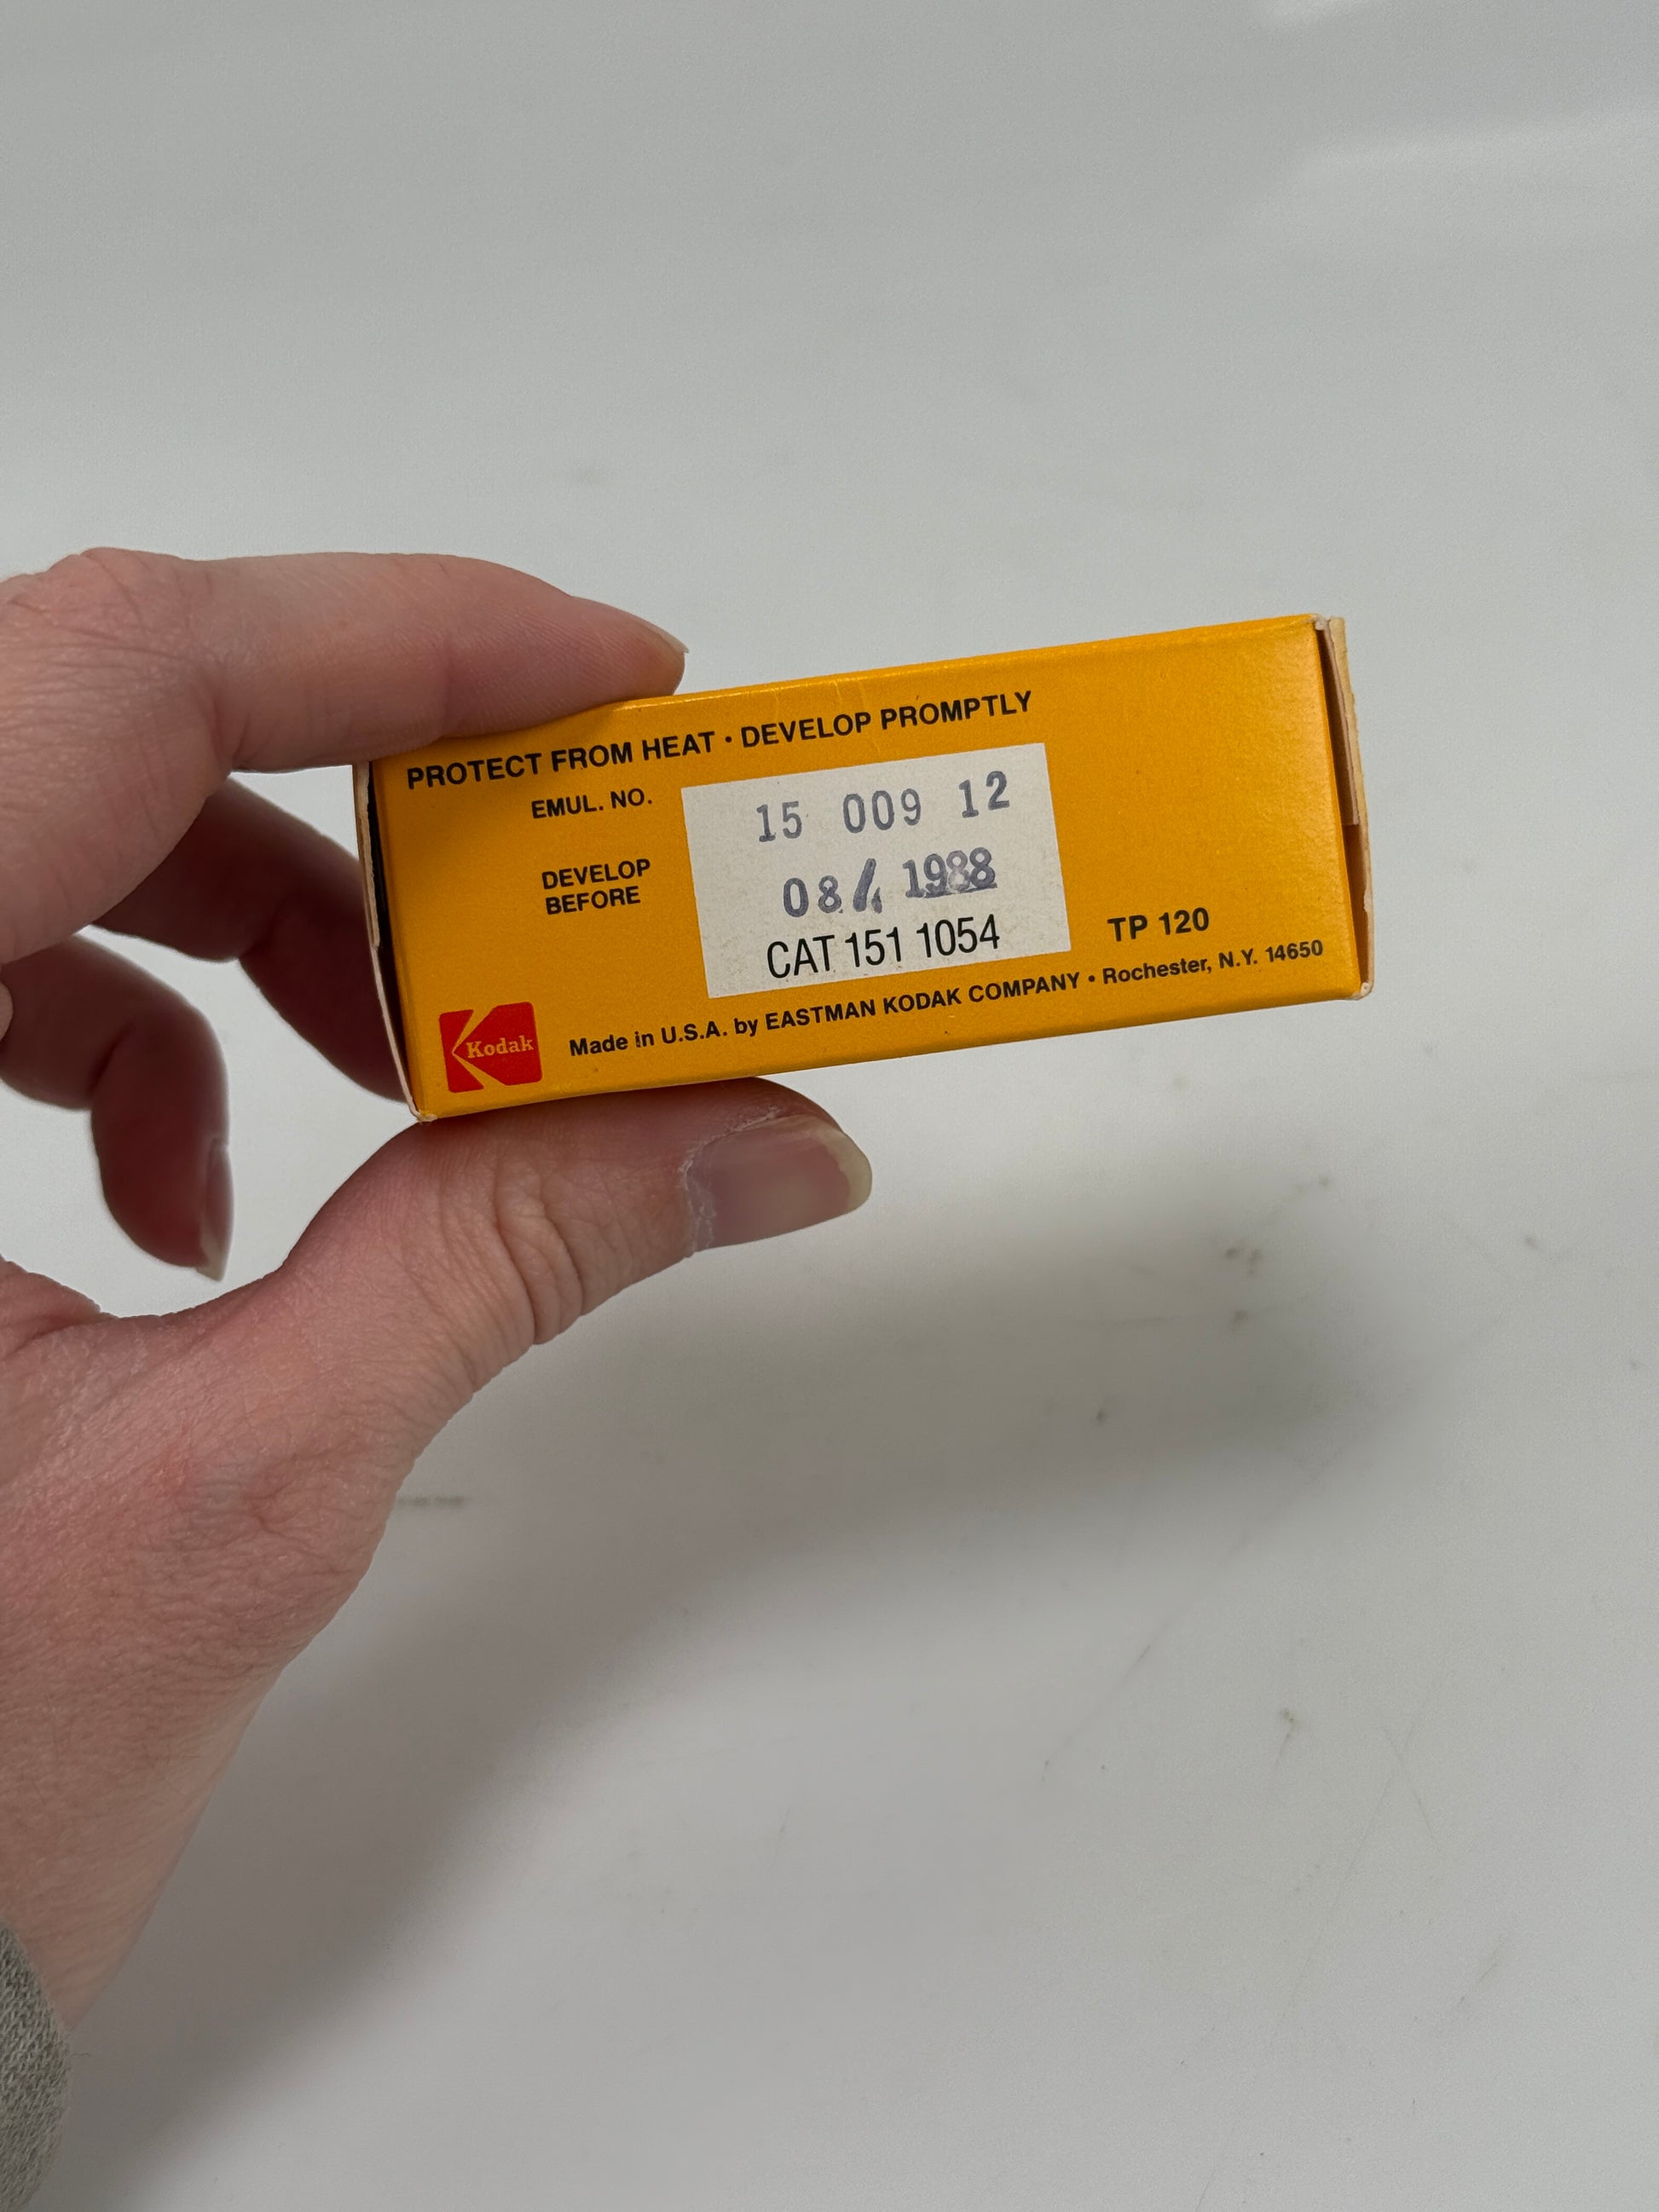 PROTECT FROM HEAT • DEVELOP PROMPTLY
EMUL. NO. 15 009 12
DEVELOP
BEFORE
08/ 1988
CAT 151 1054
TP 120
Kodak
Made in U.S.A. by EASTMAN KODAK COMPANY • Rochester, N.Y. 14650